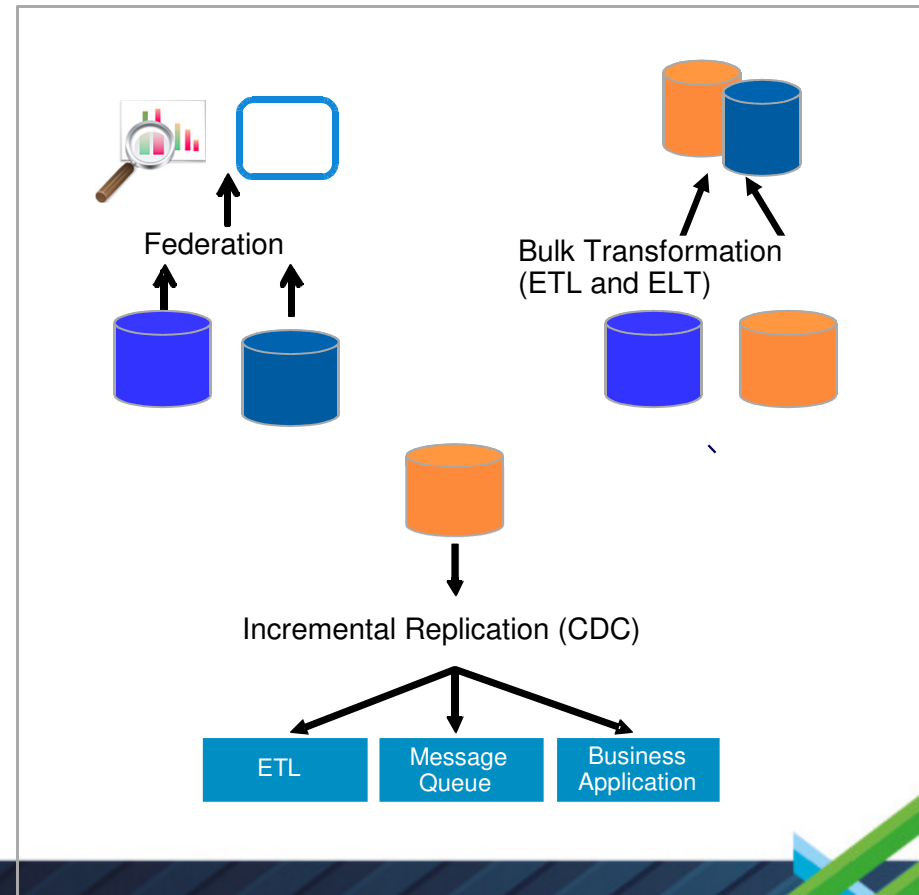 Federation
Bulk Transformation
(ETL and ELT)
Incremental Replication (CDC)
ETL
Message
Queue
Business
Application